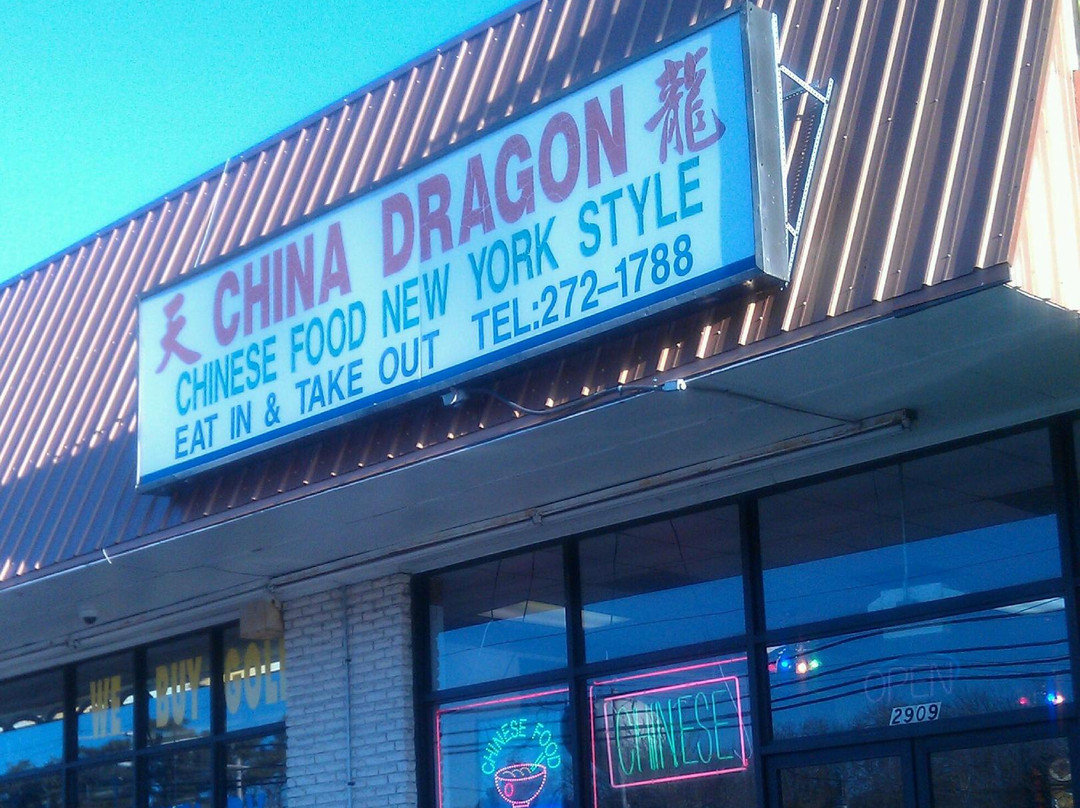 天 CHINA DRAGON 龍
CHINESE FOOD NEW YORK STYLE
EAT IN & TAKE OUT TEL:272-1788
WE BUY GOLD
CHINESE FOOD
CHINESE
OPEN
2909